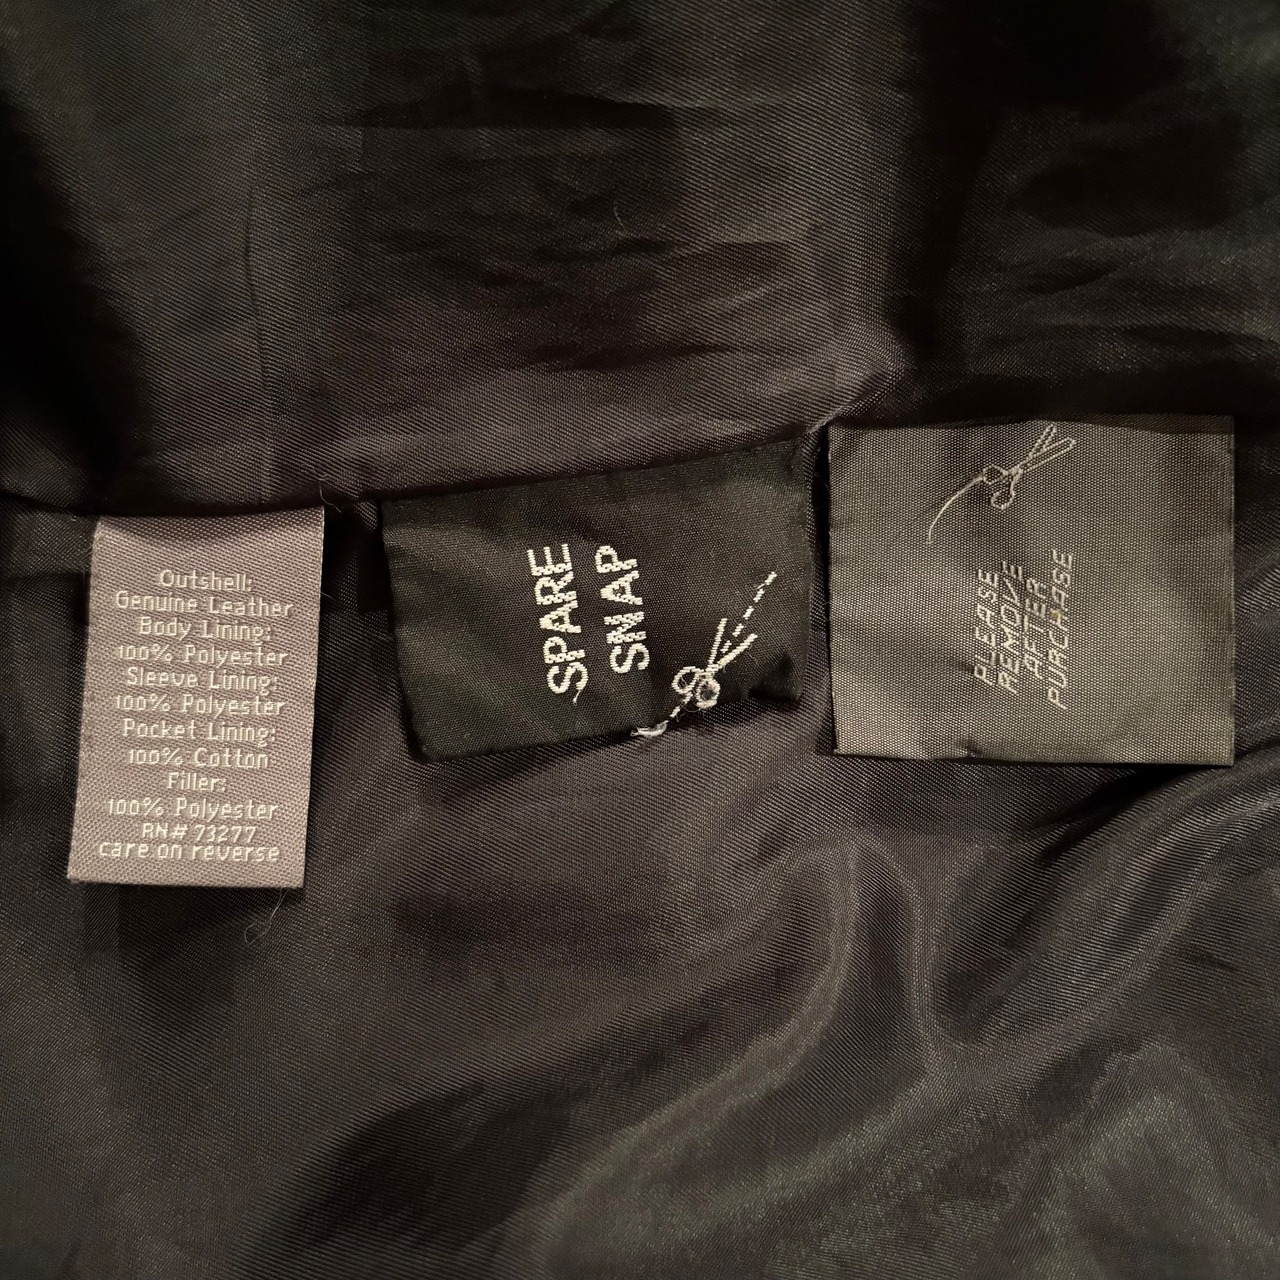 Outshell:
Genuine Leather
Body Lining:
100% Polyester
Sleeve Lining:
100% Polyester
Pocket Lining:
100% Cotton
Filler:
100% Polyester
RN# 73277
care on reverse
SPARE
SNAP
PLEASE
REMOVE
AFTER
PURCHASE